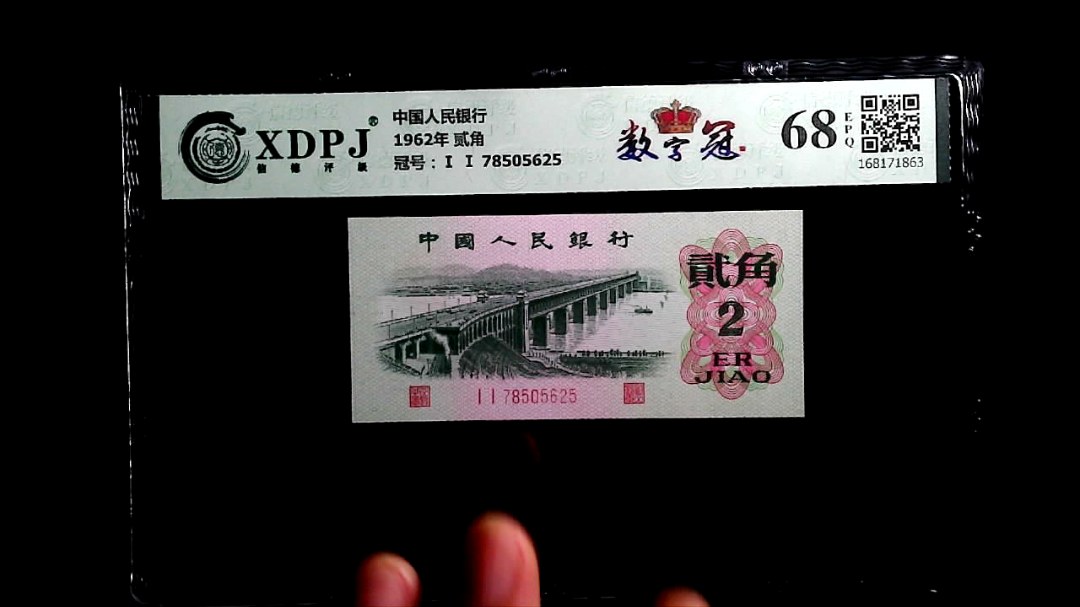 XDPJ®
信德评级
中国人民银行
1962年 贰角
冠号：I I 78505625
数字冠
68
EPQ
168171863
中國人民銀行
貳角
2
ER
JIAO
I I 78505625